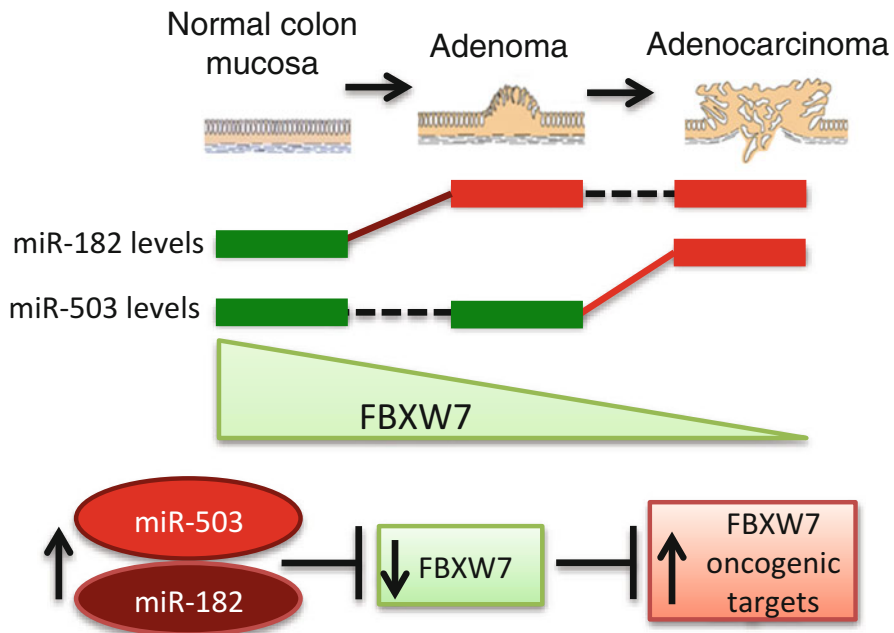 Normal colon
mucosa
Adenoma
Adenocarcinoma
miR-182 levels
miR-503 levels
FBXW7
miR-503
miR-182
FBXW7
FBXW7
oncogenic
targets